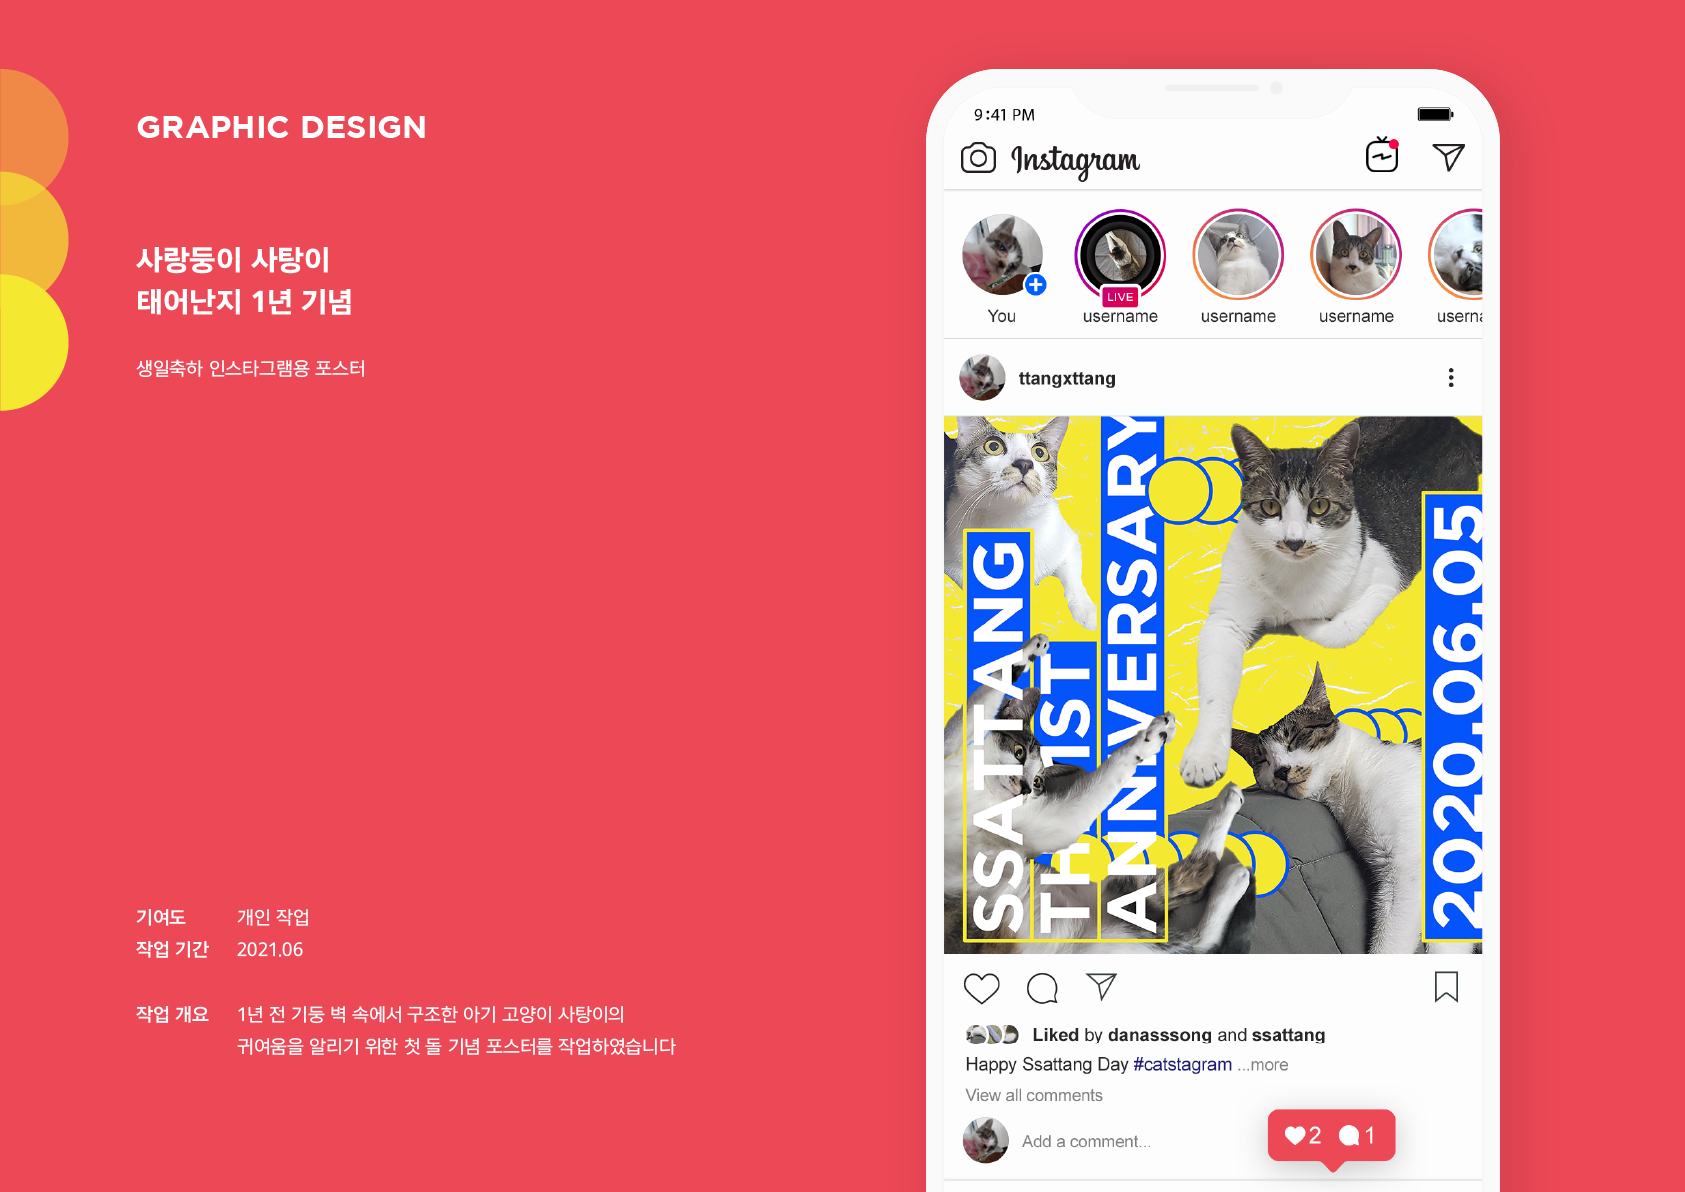 GRAPHIC DESIGN
사랑둥이 사탕이
태어난지 1년 기념
생일축하 인스타그램용 포스터
기여도 개인 작업
작업 기간 2021.06
작업 개요 1년 전 기둥 벽 속에서 구조한 아기 고양이 사탕이의
귀여움을 알리기 위한 첫 돌 기념 포스터를 작업하였습니다
9:41 PM
Instagram
LIVE
You username username username userna
ttangxttang
SSATTANG
TH 1ST
ANNIVERSARY
2020.06.05
Liked by danasssong and ssattang
Happy Ssattang Day #catstagram ...more
View all comments
Add a comment...
2 1